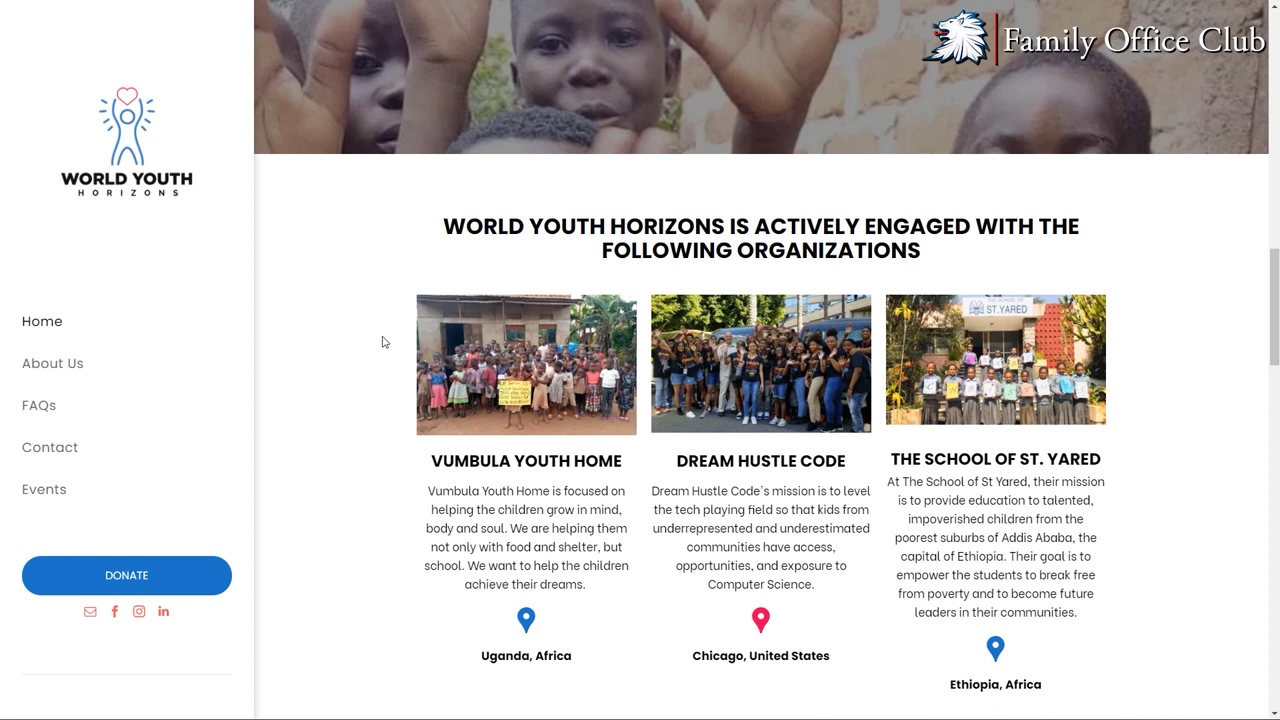 Family Office Club
WORLD YOUTH
HORIZONS
Home
About Us
FAQs
Contact
Events
DONATE
WORLD YOUTH HORIZONS IS ACTIVELY ENGAGED WITH THE
FOLLOWING ORGANIZATIONS
VUMBULA YOUTH HOME
Vumbula Youth Home is focused on
helping the children grow in mind,
body and soul. We are helping them
not only with food and shelter, but
school. We want to help the children
achieve their dreams.
Uganda, Africa
DREAM HUSTLE CODE
Dream Hustle Code's mission is to level
the tech playing field so that kids from
underrepresented and underestimated
communities have access,
opportunities, and exposure to
Computer Science.
Chicago, United States
ST.YARED
THE SCHOOL OF ST. YARED
At The School of St Yared, their mission
is to provide education to talented,
impoverished children from the
poorest suburbs of Addis Ababa, the
capital of Ethiopia. Their goal is to
empower the students to break free
from poverty and to become future
leaders in their communities.
Ethiopia, Africa